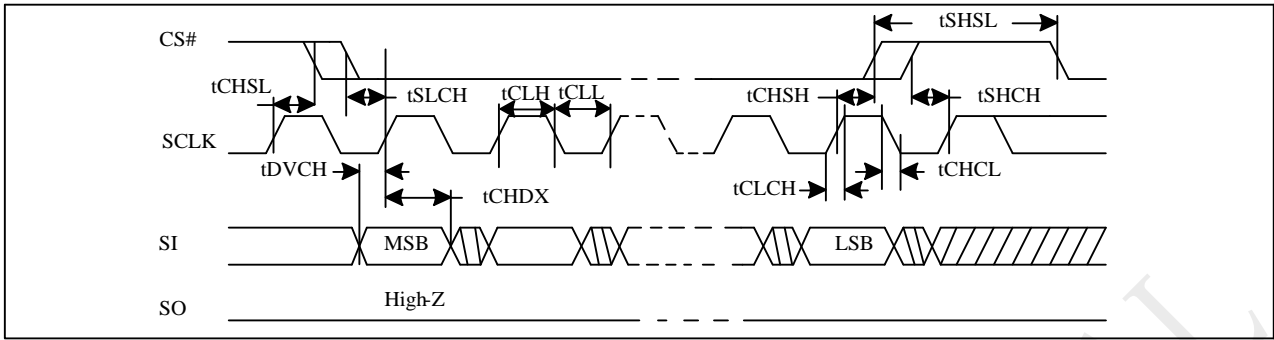 tSHSL
CS#
tCHSL
tSLCH
tCLH
tCLL
tCHSH
tSHCH
SCLK
tDVCH
tCHDX
tCLCH
tCHCL
SI
MSB
LSB
SO
High-Z